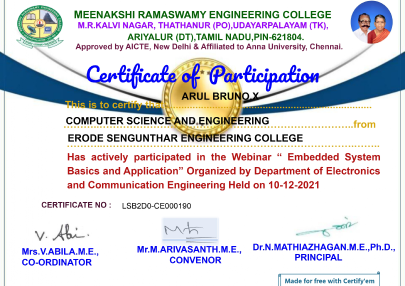 MEENAKSHI RAMASWAMY ENGINEERING COLLEGE
M.R.KALVI NAGAR, THATHANUR (PO),UDAYARPALAYAM (TK),
ARIYALUR (DT),TAMIL NADU,PIN-621804.
Approved by AICTE, New Delhi & Affiliated to Anna University, Chennai.
Certificate of Participation
ARUL BRUNO X
This is to certify the
COMPUTER SCIENCE AND ENGINEERING
from
ERODE SENGUNTHAR ENGINEERING COLLEGE
Has actively participated in the Webinar “ Embedded System
Basics and Application” Organized by Department of Electronics
and Communication Engineering Held on 10-12-2021
CERTIFICATE NO : LSB2D0-CE000190
V. Abi.
Mrs.V.ABILA.M.E.,
CO-ORDINATOR
Mr.M.ARIVASANTH.M.E.,
CONVENOR
Dr.N.MATHIAZHAGAN.M.E.,Ph.D.,
PRINCIPAL
Made for free with Certify'em